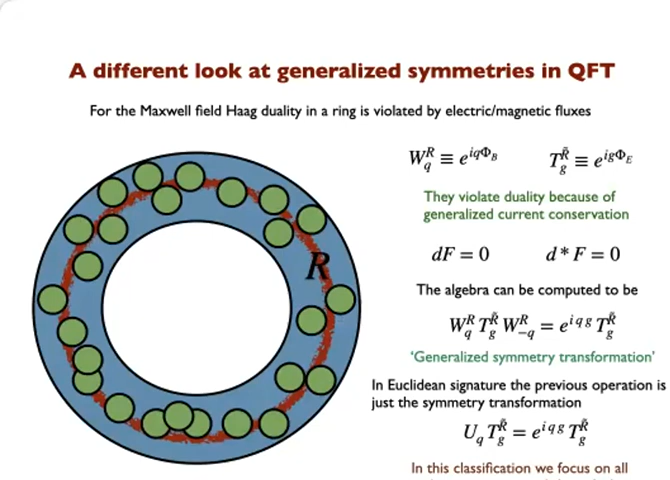 A different look at generalized symmetries in QFT
For the Maxwell field Haag duality in a ring is violated by electric/magnetic fluxes
W_q^R ≡ e^{iqΦ_B} T_g^{R̃} ≡ e^{igΦ_E}
They violate duality because of
generalized current conservation
dF = 0 d * F = 0
R
The algebra can be computed to be
W_q^R T_g^{R̃} W_{-q}^R = e^{i q g} T_g^{R̃}
'Generalized symmetry transformation'
In Euclidean signature the previous operation is
just the symmetry transformation
U_q T_g^{R̃} = e^{i q g} T_g^{R̃}
In this classification we focus on all